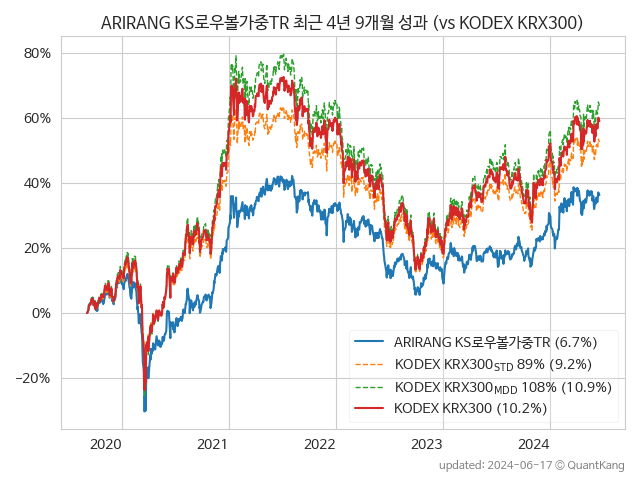 ARIRANG KS로우볼가중TR 최근 4년 9개월 성과 (vs KODEX KRX300)
80%
60%
40%
20%
0%
−20%
ARIRANG KS로우볼가중TR (6.7%)
KODEX KRX300STD 89% (9.2%)
KODEX KRX300MDD 108% (10.9%)
KODEX KRX300 (10.2%)
2020 2021 2022 2023 2024
updated: 2024-06-17 © QuantKang